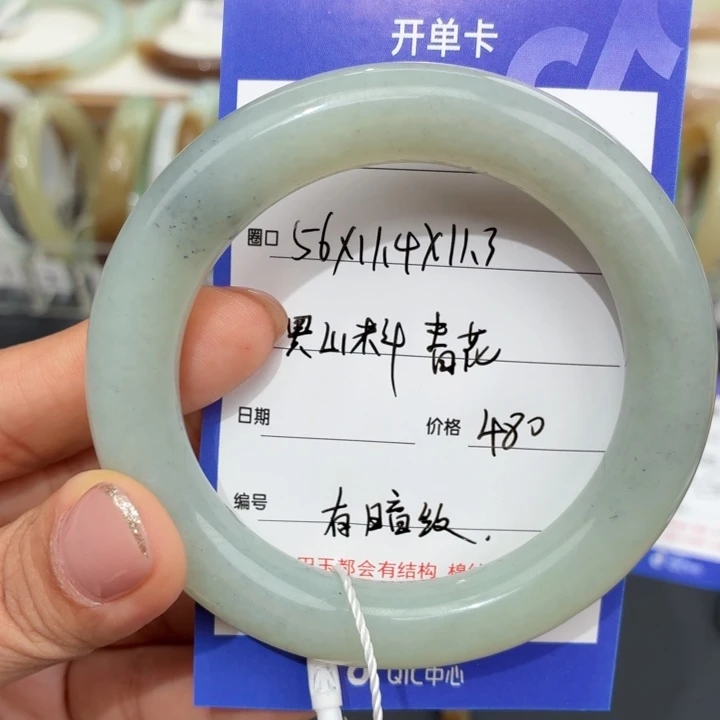 开单卡
圈口 56X11.4X11.3
黑山料 青花
日期 价格 480
编号 有暗纹.
玉都会有结构
QIC中心